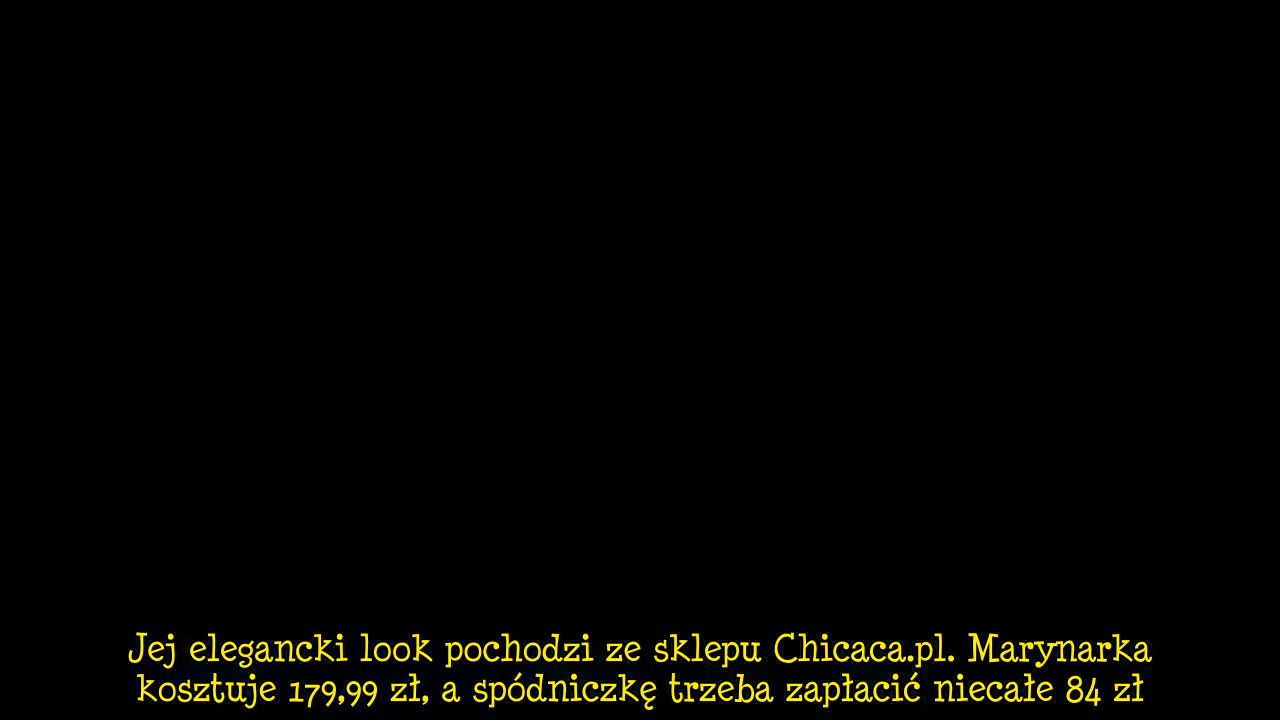 Jej elegancki look pochodzi ze sklepu Chicaca.pl. Marynarka
kosztuje 179,99 zł, a spódniczkę trzeba zapłacić niecałe 84 zł